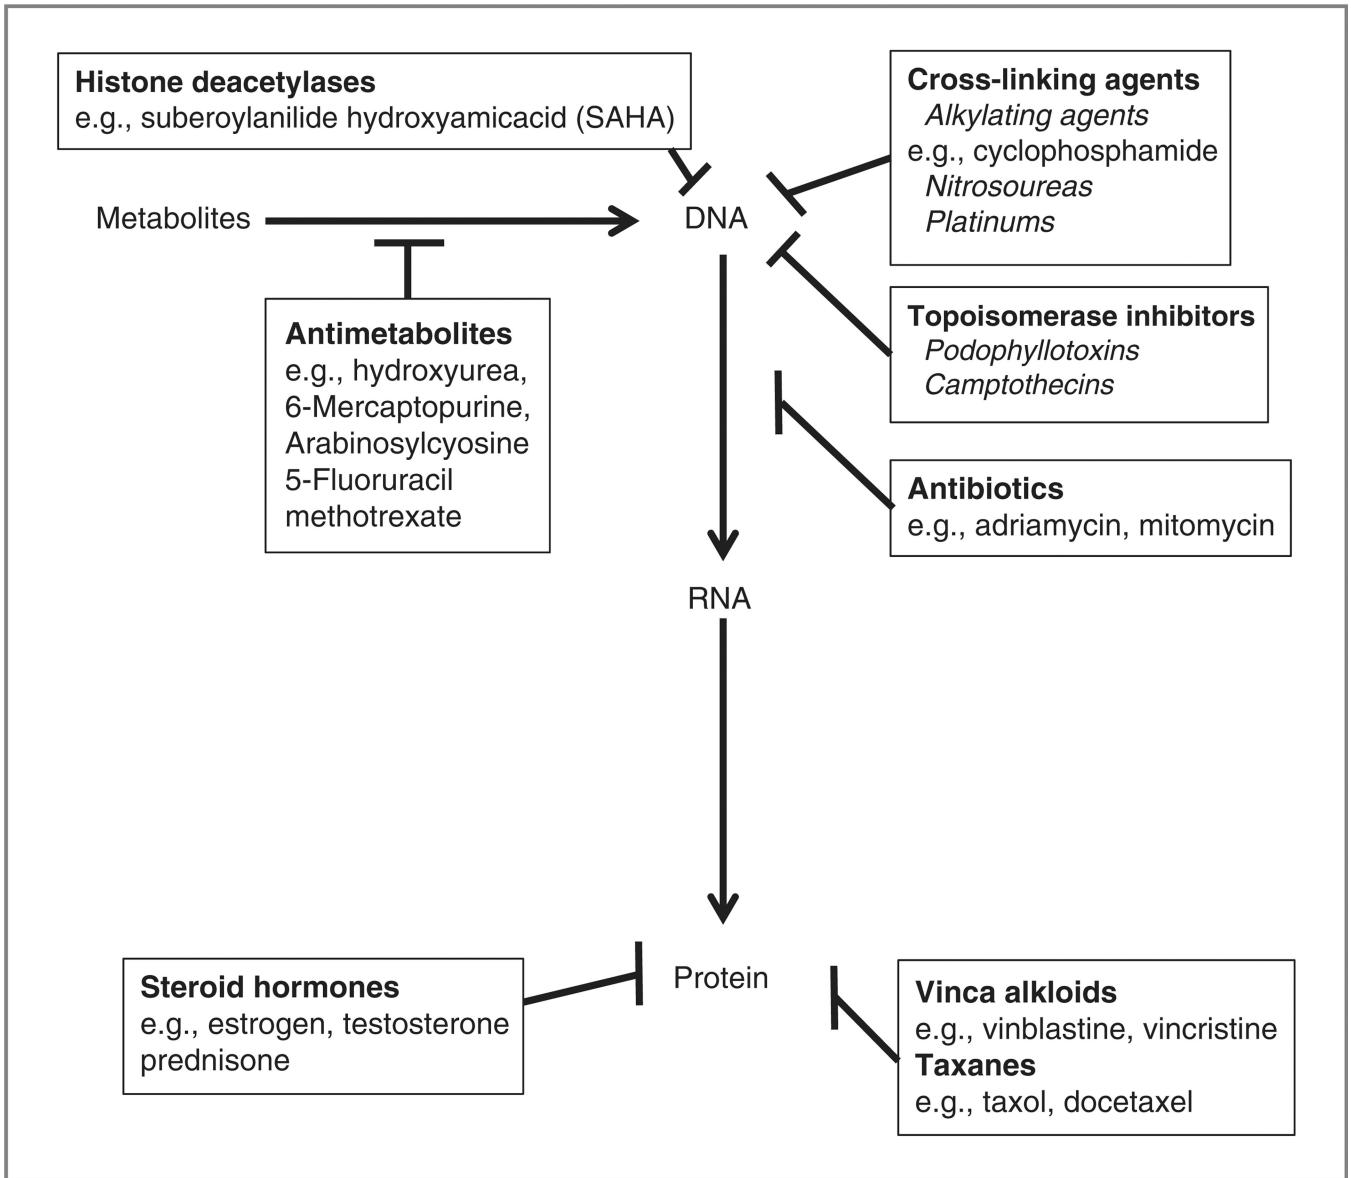 Histone deacetylases
e.g., suberoylanilide hydroxyamicacid (SAHA)
Cross-linking agents
Alkylating agents
e.g., cyclophosphamide
Nitrosoureas
Platinums
Metabolites
DNA
Topoisomerase inhibitors
Podophyllotoxins
Camptothecins
Antimetabolites
e.g., hydroxyurea,
6-Mercaptopurine,
Arabinosylcyosine
5-Fluoruracil
methotrexate
Antibiotics
e.g., adriamycin, mitomycin
RNA
Protein
Steroid hormones
e.g., estrogen, testosterone
prednisone
Vinca alkloids
e.g., vinblastine, vincristine
Taxanes
e.g., taxol, docetaxel